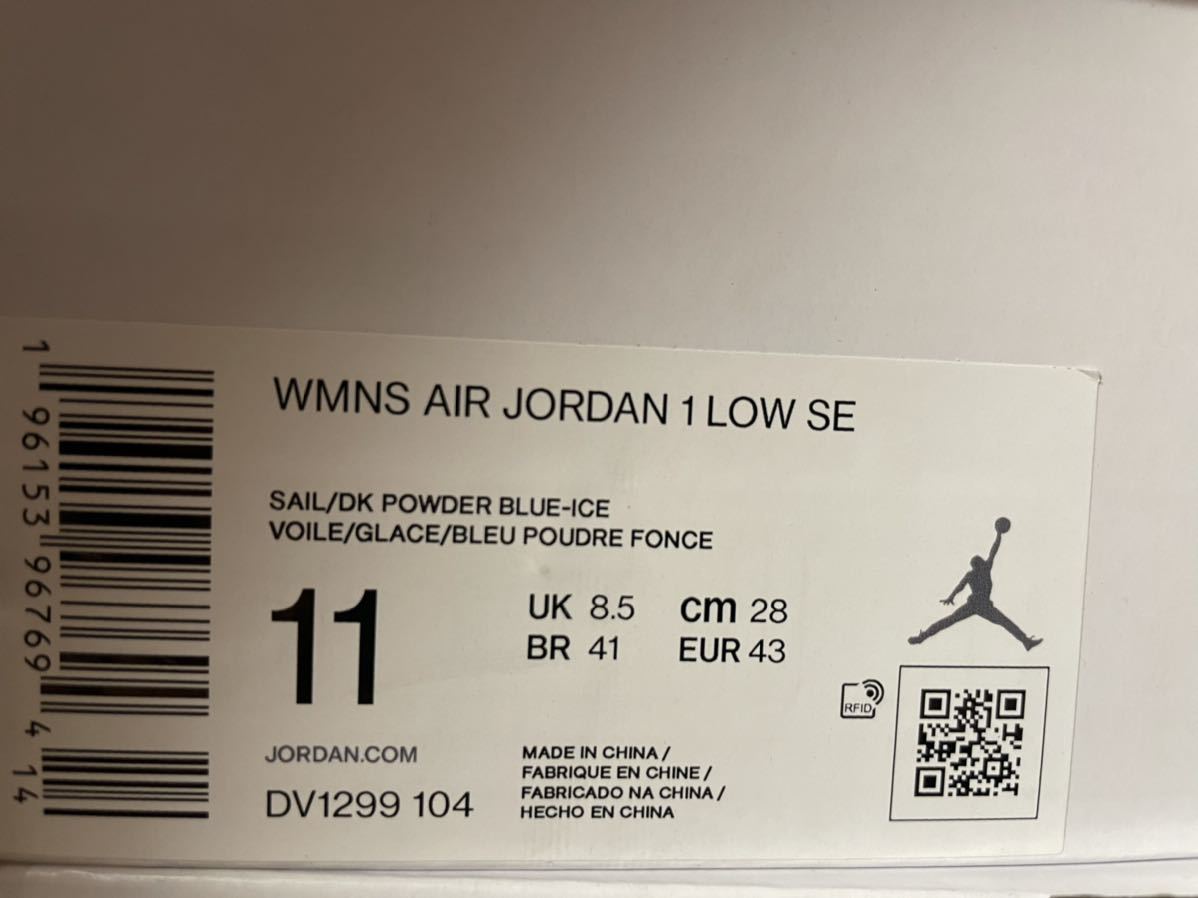 WMNS AIR JORDAN 1 LOW SE
SAIL/DK POWDER BLUE-ICE
VOILE/GLACE/BLEU POUDRE FONCE
11
UK 8.5 cm 28
BR 41 EUR 43
RFID
JORDAN.COM
DV1299 104
MADE IN CHINA /
FABRIQUE EN CHINE /
FABRICADO NA CHINA /
HECHO EN CHINA
1 96153 96769 4 14